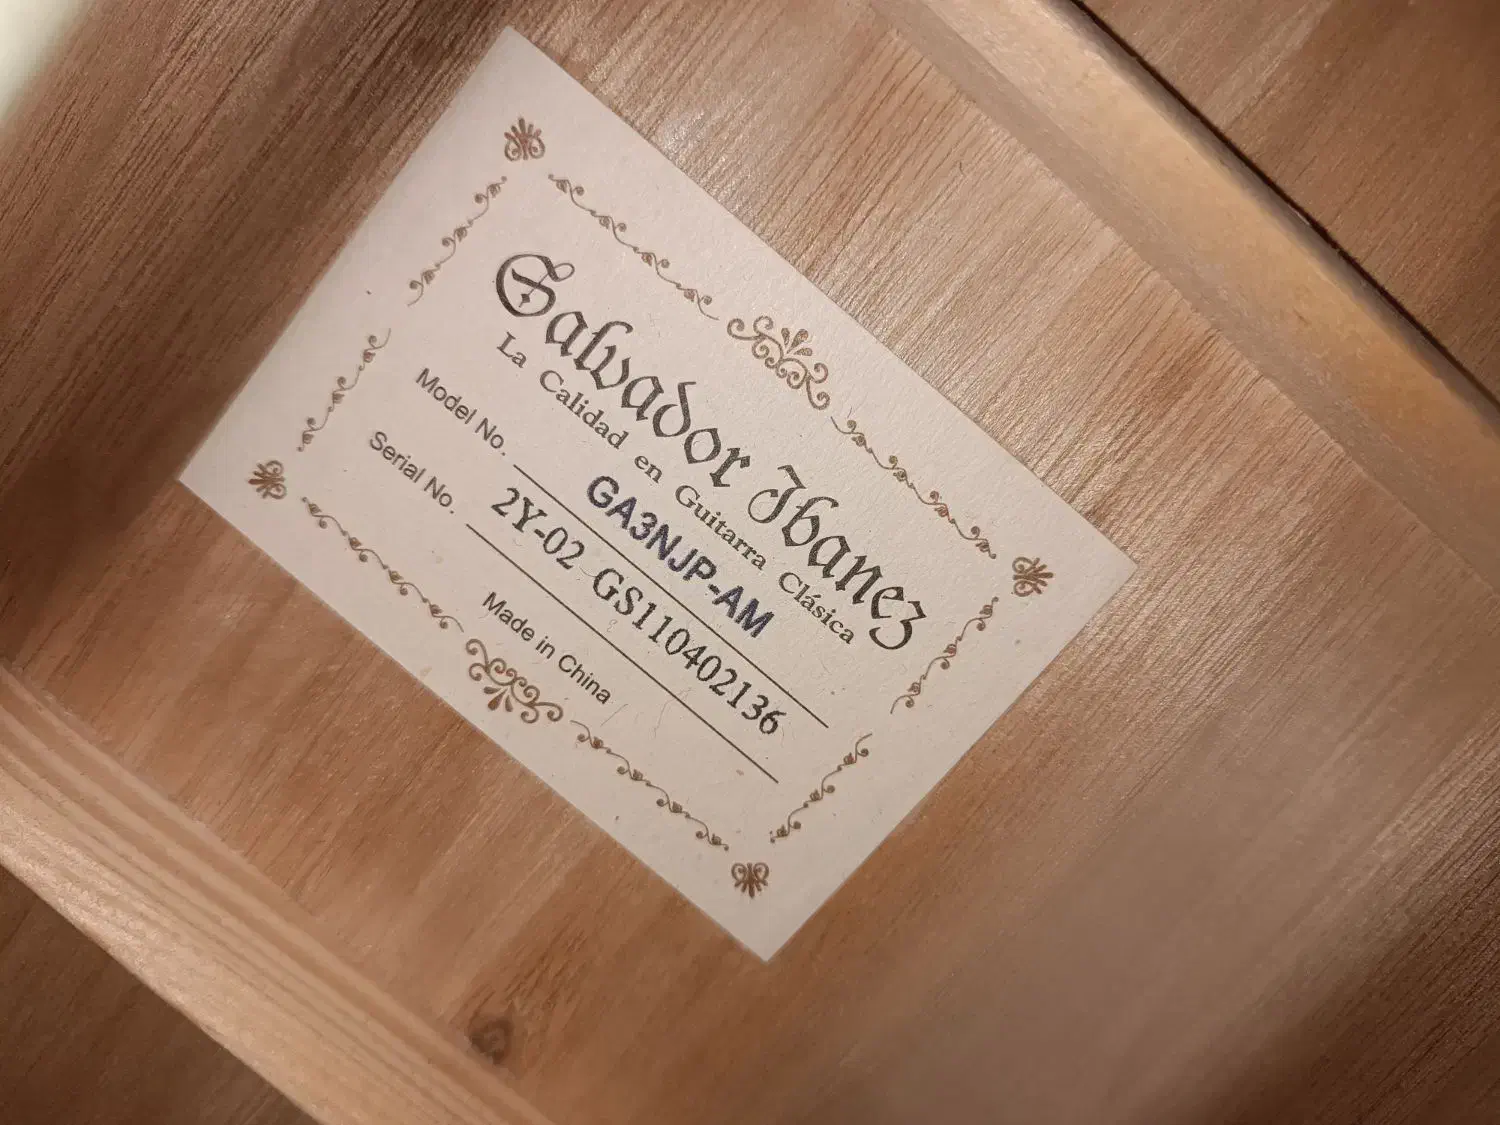 Salvador Ibanez
La Calidad en Guitarra Clásica
Model No. GA3NJP-AM
Serial No. 2Y-02 GS110402136
Made in China